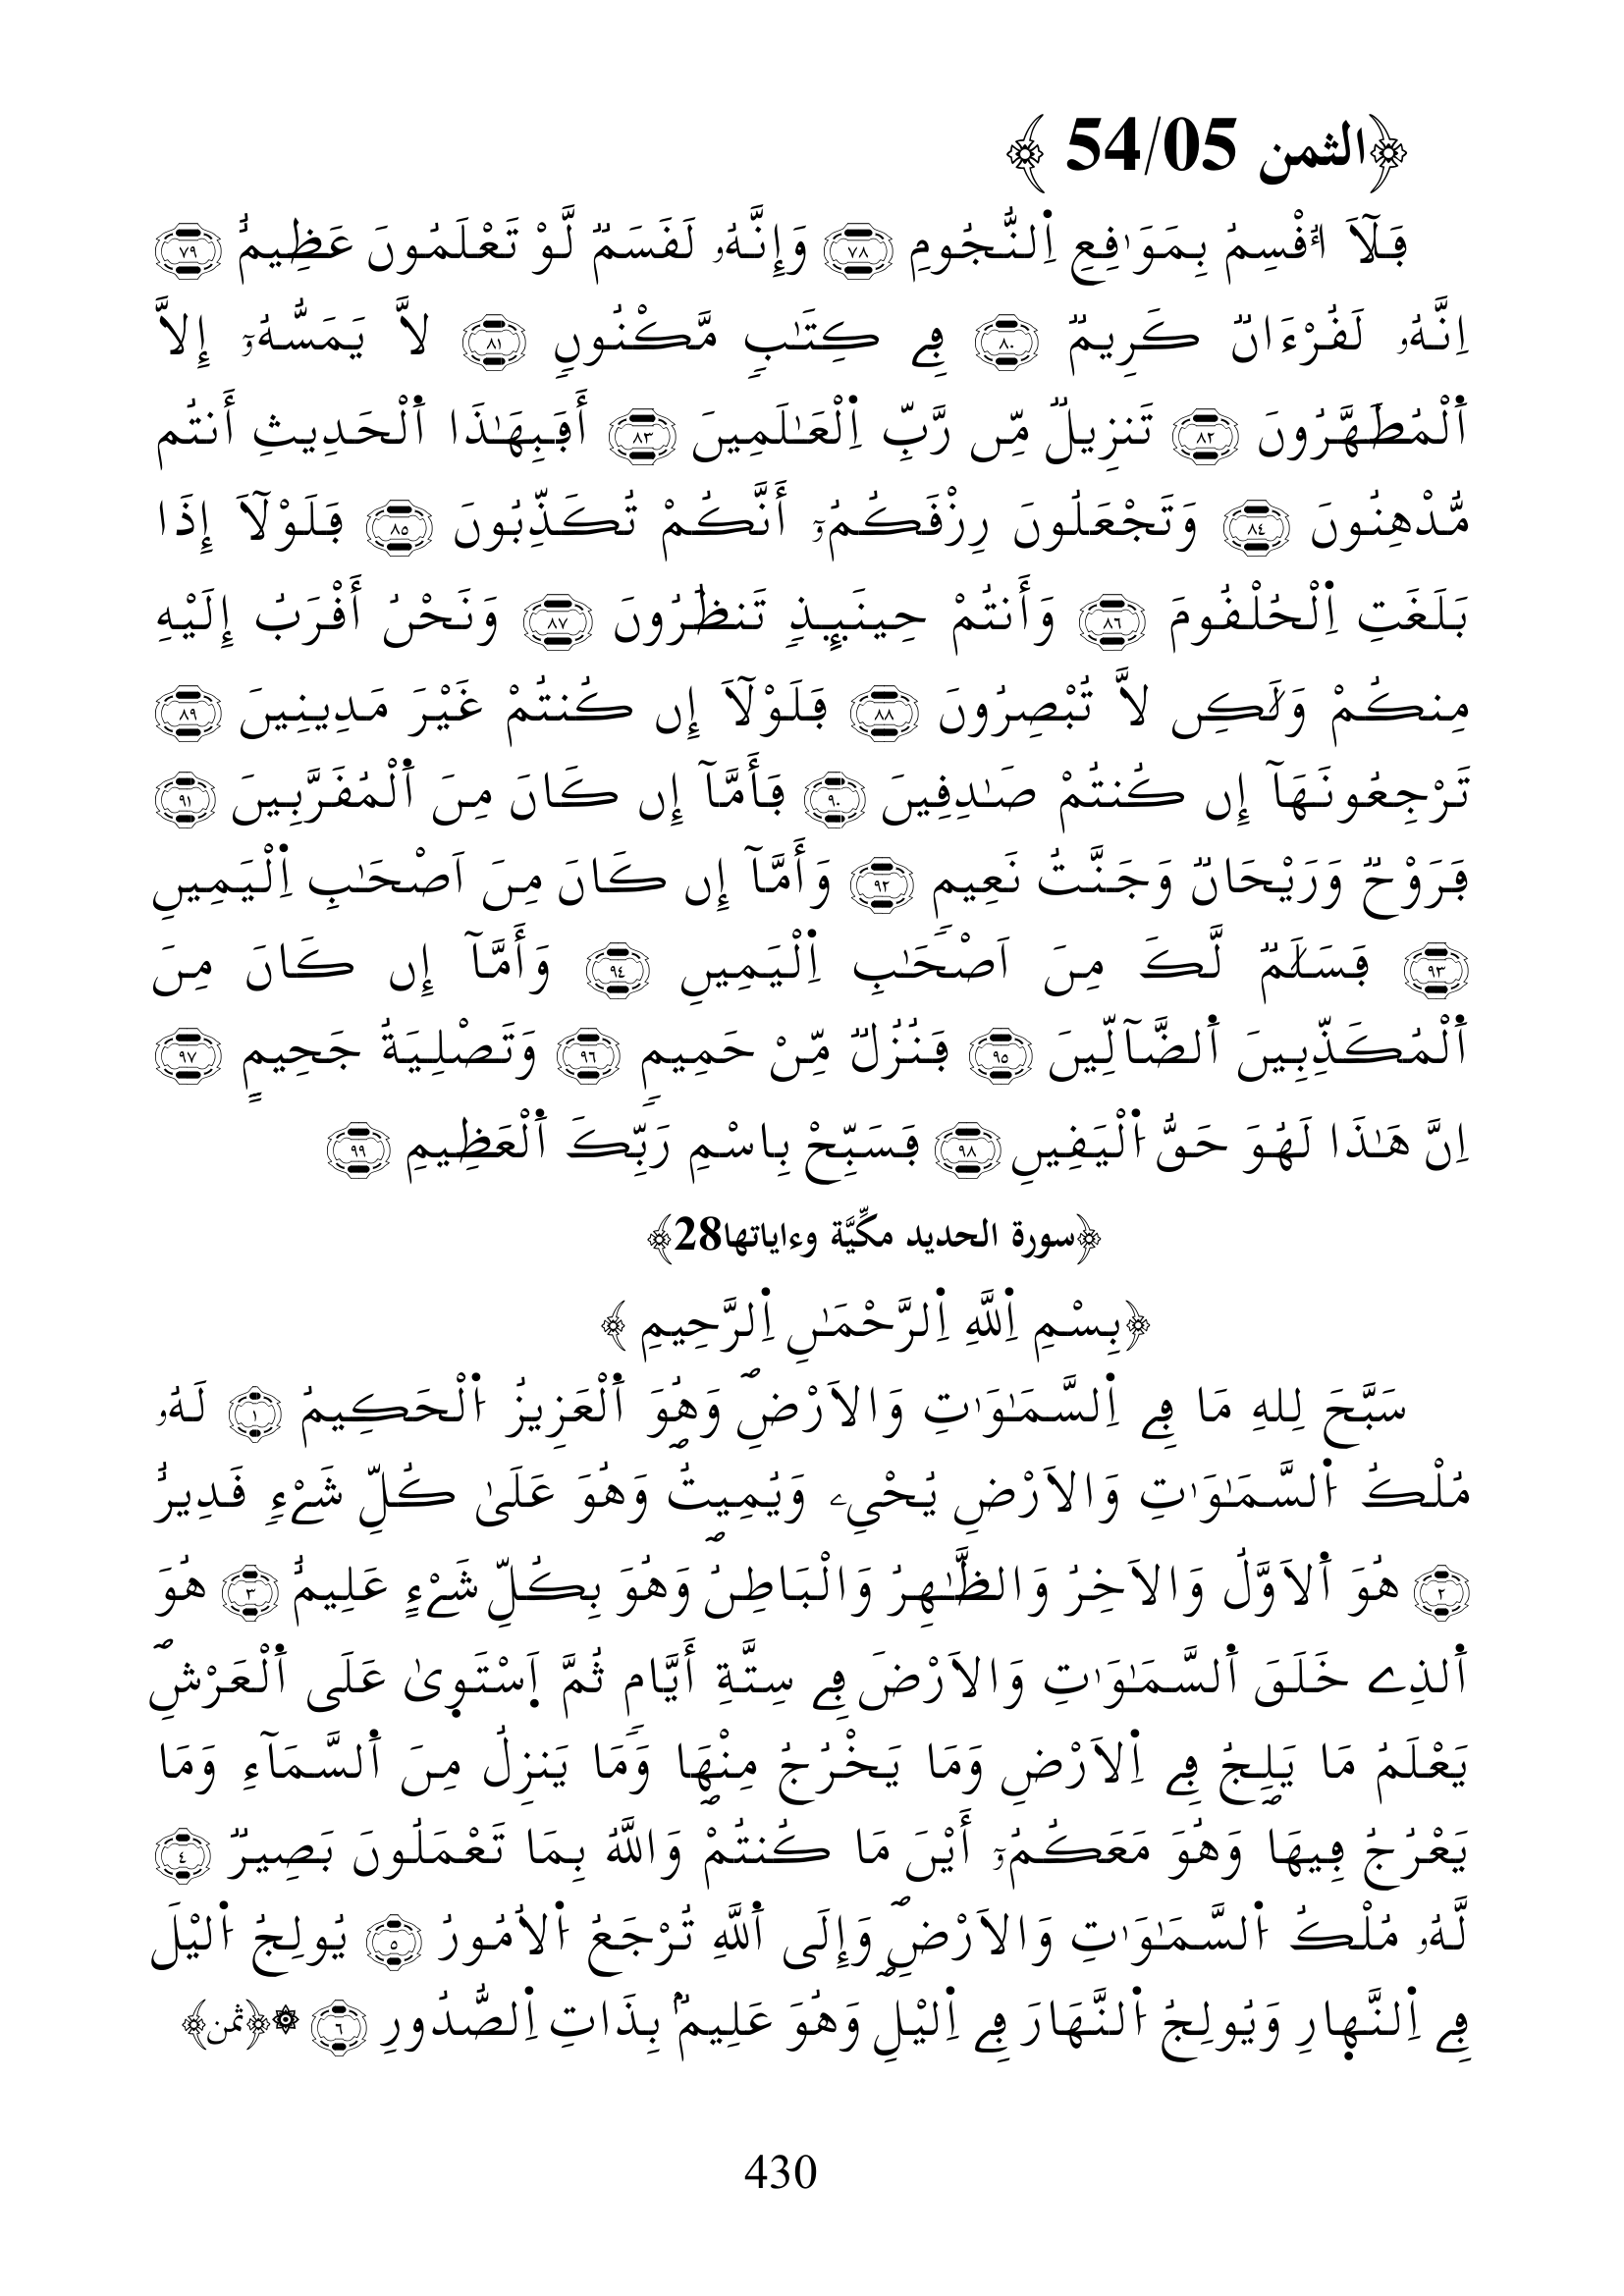 ﴿الثمن 54/05 ﴾
فَلَآ أُقْسِمُ بِمَوَٰقِعِ اِ۬لنُّجُومِ ٧٨ وَإِنَّهُۥ لَقَسَمٞ لَّوْ تَعْلَمُونَ عَظِيمٌ ٧٩
اِنَّهُۥ لَقُرْءَانٞ كَرِيمٞ ٨٠ فِے كِتَٰبٖ مَّكْنُونٖ ٨١ لَّا يَمَسُّهُۥٓ إِلَّا
اَ۬لْمُطَهَّرُونَ ٨٢ تَنزِيلٞ مِّن رَّبِّ اِ۬لْعَٰلَمِينَ ٨٣ أَفَبِهَٰذَا اَ۬لْحَدِيثِ أَنتُم
مُّدْهِنُونَ ٨٤ وَتَجْعَلُونَ رِزْقَكُمُۥٓ أَنَّكُمْ تُكَذِّبُونَ ٨٥ فَلَوْلَآ إِذَا
بَلَغَتِ اِ۬لْحُلْقُومَ ٨٦ وَأَنتُمْ حِينَئِذٖ تَنظُرُونَ ٨٧ وَنَحْنُ أَقْرَبُ إِلَيْهِ
مِنكُمْ وَلَٰكِن لَّا تُبْصِرُونَ ٨٨ فَلَوْلَآ إِن كُنتُمْ غَيْرَ مَدِينِينَ ٨٩
تَرْجِعُونَهَآ إِن كُنتُمْ صَٰدِقِينَ ٩٠ فَأَمَّآ إِن كَانَ مِنَ اَ۬لْمُقَرَّبِينَ ٩١
فَرَوْحٞ وَرَيْحَانٞ وَجَنَّتُ نَعِيمٖ ٩٢ وَأَمَّآ إِن كَانَ مِنَ اَصْحَٰبِ اِ۬لْيَمِينِ
٩٣ فَسَلَٰمٞ لَّكَ مِنَ اَصْحَٰبِ اِ۬لْيَمِينِ ٩٤ وَأَمَّآ إِن كَانَ مِنَ
اَ۬لْمُكَذِّبِينَ اَ۬لضَّآلِّينَ ٩٥ فَنُزُلٞ مِّنْ حَمِيمٖ ٩٦ وَتَصْلِيَةُ جَحِيمٍ ٩٧
اِنَّ هَٰذَا لَهُوَ حَقُّ اُ۬لْيَقِينِ ٩٨ فَسَبِّحْ بِاسْمِ رَبِّكَ اَ۬لْعَظِيمِ ٩٩
﴿سورة الحديد مكِّيَّة وءاياتها28﴾
﴿بِسْمِ اِ۬للَّهِ اِ۬لرَّحْمَٰنِ اِ۬لرَّحِيمِ ﴾
سَبَّحَ لِلهِ مَا فِے اِ۬لسَّمَٰوَٰتِ وَالَارْضِۖ وَهُوَ اَ۬لْعَزِيزُ اُ۬لْحَكِيمُ ١ لَهُۥ
مُلْكُ اُ۬لسَّمَٰوَٰتِ وَالَارْضِ يُحْيِۦ وَيُمِيتُۖ وَهُوَ عَلَىٰ كُلِّ شَےْءٖ قَدِيرٌ
٢ هُوَ اَ۬لَاوَّلُ وَالَاخِرُ وَالظَّٰهِرُ وَالْبَاطِنُۖ وَهُوَ بِكُلِّ شَےْءٍ عَلِيمٌ ٣ هُوَ
اَ۬لذِے خَلَقَ اَ۬لسَّمَٰوَٰتِ وَالَارْضَ فِے سِتَّةِ أَيَّامٖ ثُمَّ اَ۪سْتَو۪يٰ عَلَى اَ۬لْعَرْشِۖ
يَعْلَمُ مَا يَلِجُ فِے اِ۬لَارْضِ وَمَا يَخْرُجُ مِنْهَاۖ وَمَا يَنزِلُ مِنَ اَ۬لسَّمَآءِ وَمَا
يَعْرُجُ فِيهَاۖ وَهُوَ مَعَكُمُۥٓ أَيْنَ مَا كُنتُمْ وَاللَّهُ بِمَا تَعْمَلُونَ بَصِيرٞ ٤
لَّهُۥ مُلْكُ اُ۬لسَّمَٰوَٰتِ وَالَارْضِۖ وَإِلَى اَ۬للَّهِ تُرْجَعُ اُ۬لُامُورُ ٥ يُولِجُ اُ۬ليْلَ
فِے اِ۬لنَّه۪ارِ وَيُولِجُ اُ۬لنَّهَارَ فِے اِ۬ليْلِ وَهُوَ عَلِيمُۢ بِذَاتِ اِ۬لصُّدُورِ ٦ ۞﴿ثمن﴾
430